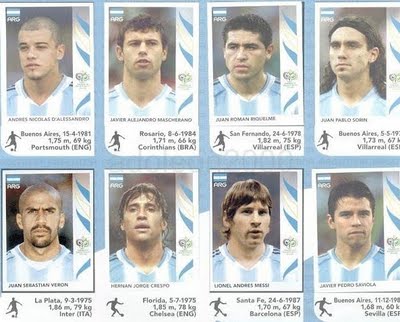 ARG
ANDRES NICOLAS D'ALESSANDRO
Buenos Aires, 15-4-1981
1,75 m, 69 kg
Portsmouth (ENG)
ARG
JAVIER ALEJANDRO MASCHERANO
Rosario, 8-6-1984
1,71 m, 66 kg
Corinthians (BRA)
ARG
JUAN ROMAN RIQUELME
San Fernando, 24-6-1978
1,82 m, 75 kg
Villarreal (ESP)
ARG
JUAN PABLO SORIN
Buenos Aires, 5-5-1
1,73 m, 67 k
Villarreal (ESP)
ARG
JUAN SEBASTIAN VERON
La Plata, 9-3-1975
1,86 m, 79 kg
Inter (ITA)
ARG
HERNAN JORGE CRESPO
Florida, 5-7-1975
1,85 m, 78 kg
Chelsea (ENG)
ARG
LIONEL ANDRES MESSI
Santa Fe, 24-6-1987
1,70 m, 67 kg
Barcelona (ESP)
ARG
JAVIER PEDRO SAVIOLA
Buenos Aires, 11-12-198
1,68 m, 62 k
Sevilla (ESP)